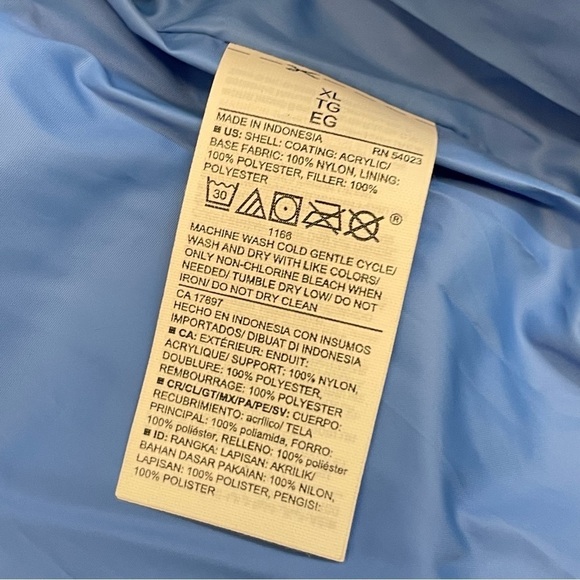 XL
TG
EG
MADE IN INDONESIA RN 54023
■ US: SHELL: COATING: ACRYLIC/
BASE FABRIC: 100% NYLON, LINING:
100% POLYESTER, FILLER: 100%
POLYESTER
30 ®
1166
MACHINE WASH COLD GENTLE CYCLE/
WASH AND DRY WITH LIKE COLORS/
ONLY NON-CHLORINE BLEACH WHEN
NEEDED/ TUMBLE DRY LOW/ DO NOT
IRON/ DO NOT DRY CLEAN
CA 17897
HECHO EN INDONESIA CON INSUMOS
IMPORTADOS/ DIBUAT DI INDONESIA
■ CA: EXTÉRIEUR: ENDUIT:
ACRYLIQUE/ SUPPORT: 100% NYLON,
DOUBLURE: 100% POLYESTER,
REMBOURRAGE: 100% POLYESTER
■ CR/CL/GT/MX/PA/PE/SV: CUERPO:
RECUBRIMIENTO: acrílico/ TELA
PRINCIPAL: 100% poliamida, FORRO:
100% poliéster, RELLENO: 100% poliéster
■ ID: RANGKA: LAPISAN: AKRILIK/
BAHAN DASAR PAKAIAN: 100% NILON,
LAPISAN: 100% POLYESTER, PENGISI:
100% POLYESTER